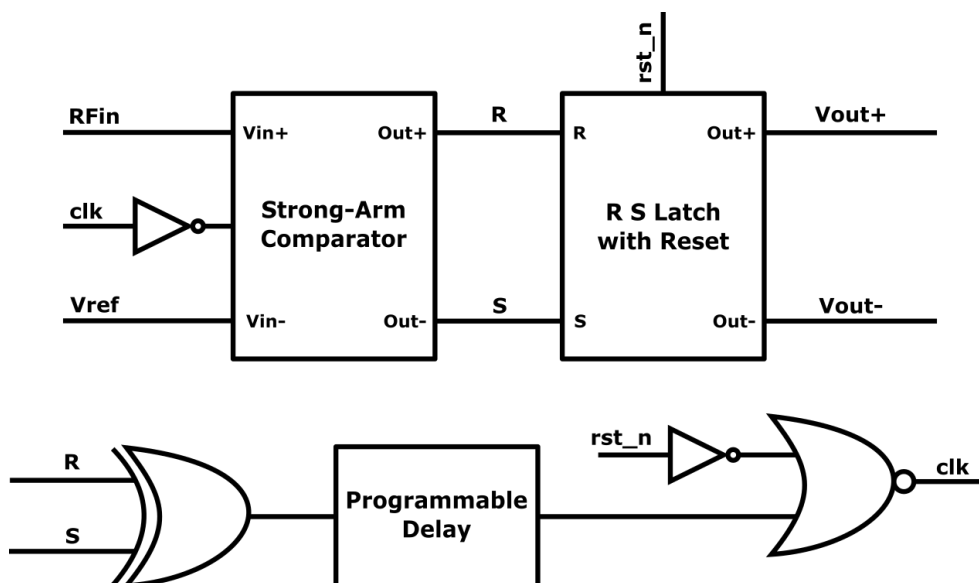 rst_n
RFin
Vin+
Out+
R
R
Out+
Vout+
clk
Strong-Arm
Comparator
R S Latch
with Reset
Vref
Vin-
Out-
S
S
Out-
Vout-
R
S
Programmable
Delay
rst_n
clk